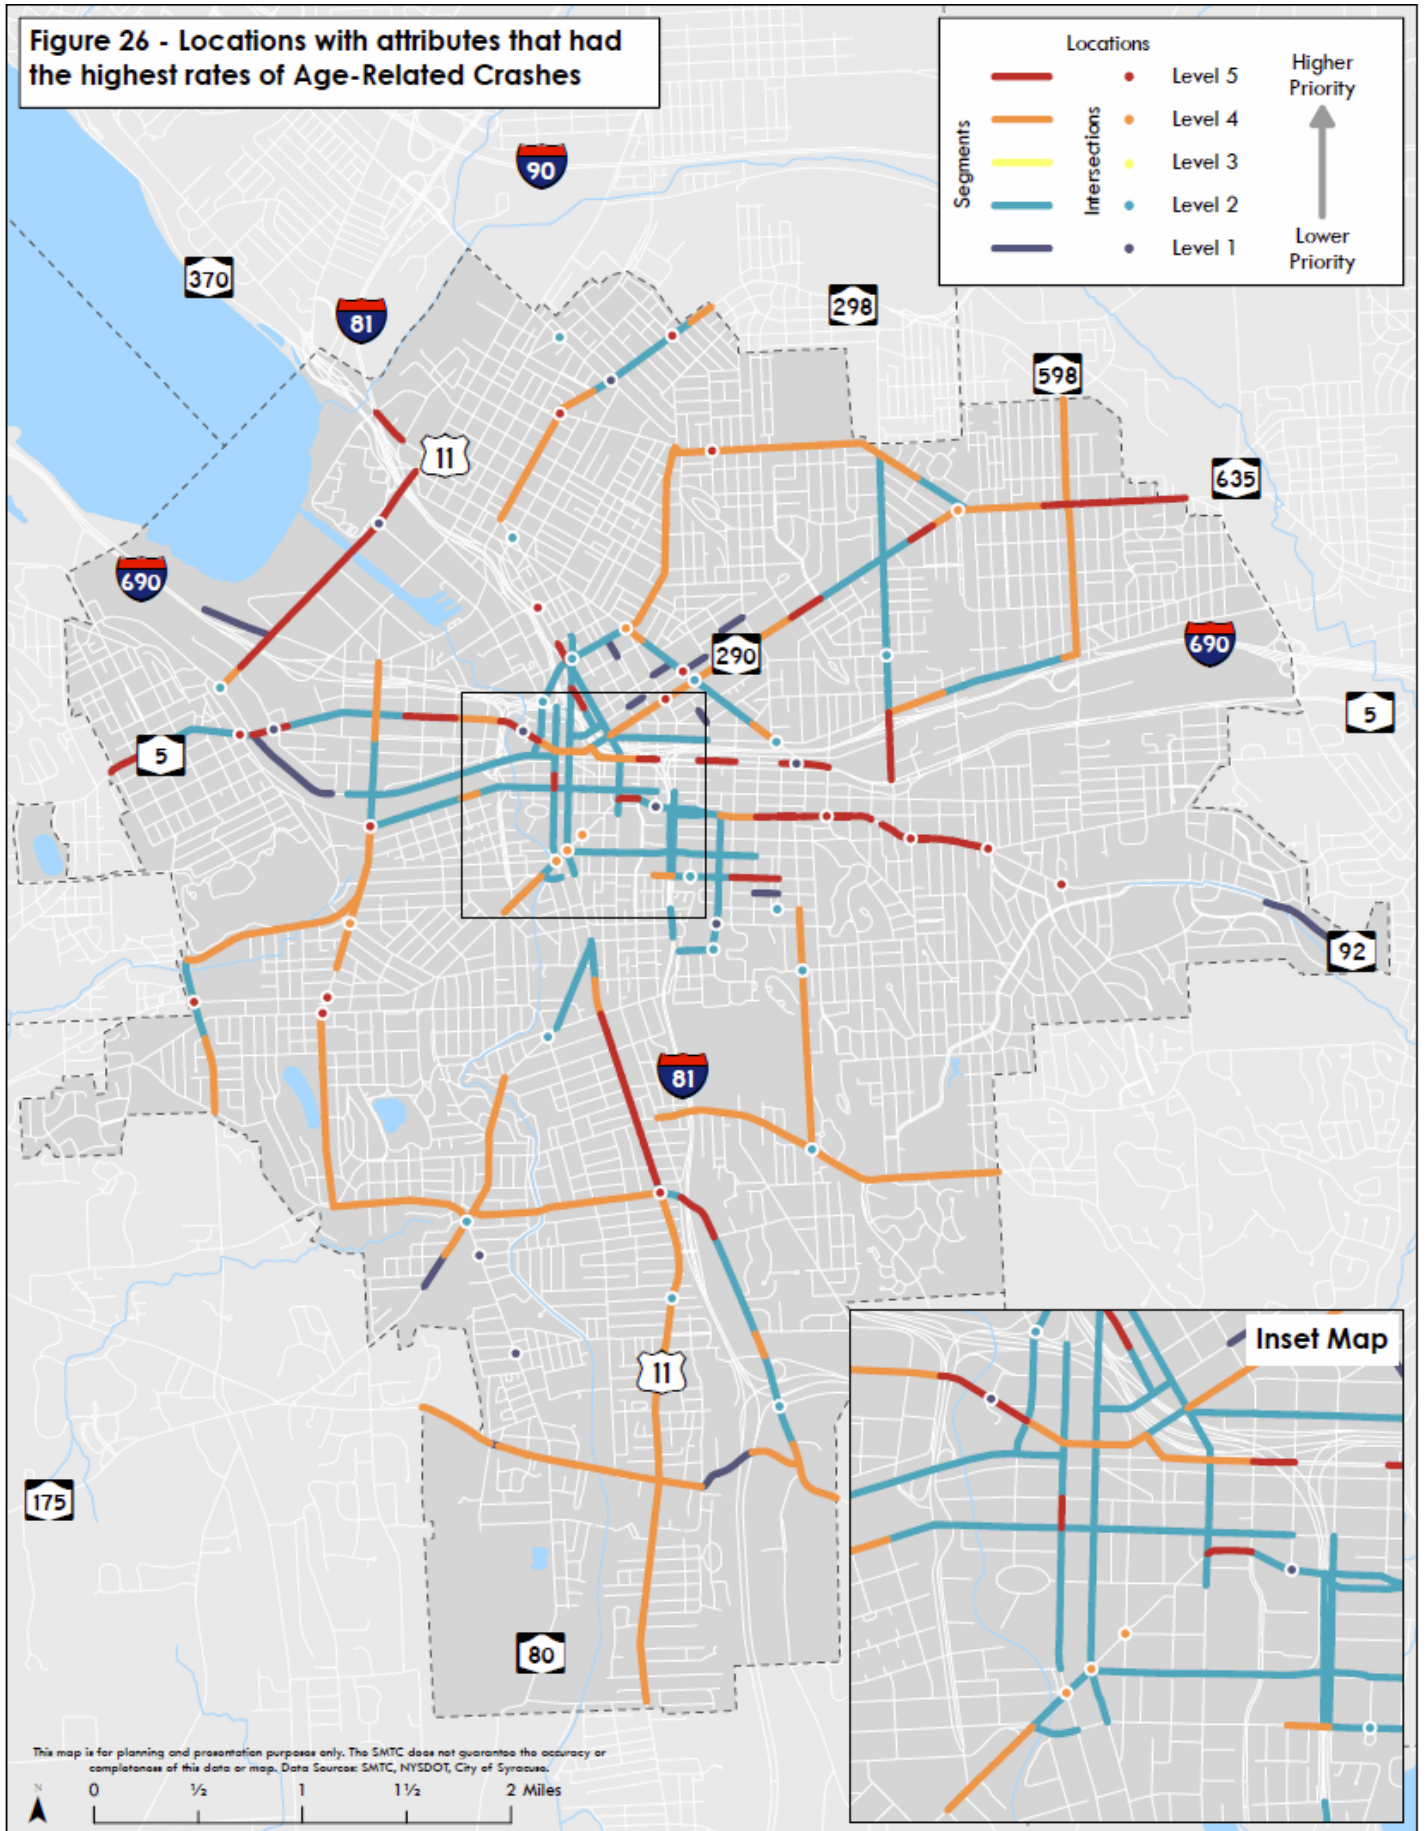 Figure 26 - Locations with attributes that had
the highest rates of Age-Related Crashes
Locations
Segments
Intersections
Level 5
Level 4
Level 3
Level 2
Level 1
Higher
Priority
Lower
Priority
90
370
81
298
598
11
635
690
290
690
5
5
92
81
11
175
80
Inset Map
This map is for planning and presentation purposes only. The SMTC does not guarantee the accuracy or
completeness of this data or map. Data Sources: SMTC, NYSDOT, City of Syracuse.
N
0 ½ 1 1½ 2 Miles